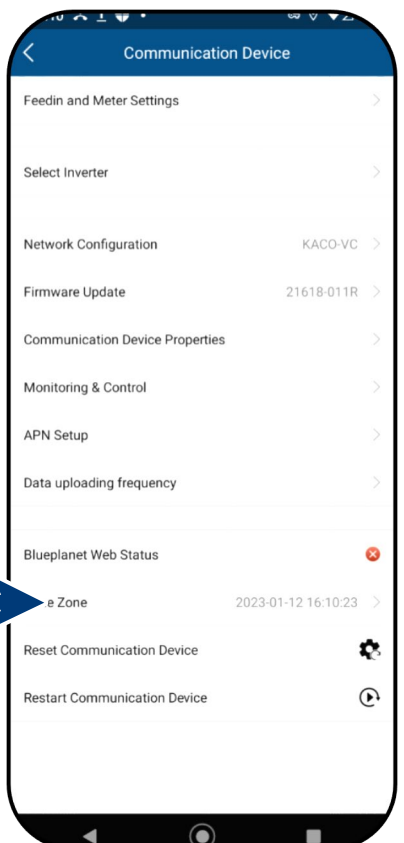 Communication Device
Feedin and Meter Settings
Select Inverter
Network Configuration KACO-VC
Firmware Update 21618-011R
Communication Device Properties
Monitoring & Control
APN Setup
Data uploading frequency
Blueplanet Web Status
e Zone 2023-01-12 16:10:23
Reset Communication Device
Restart Communication Device